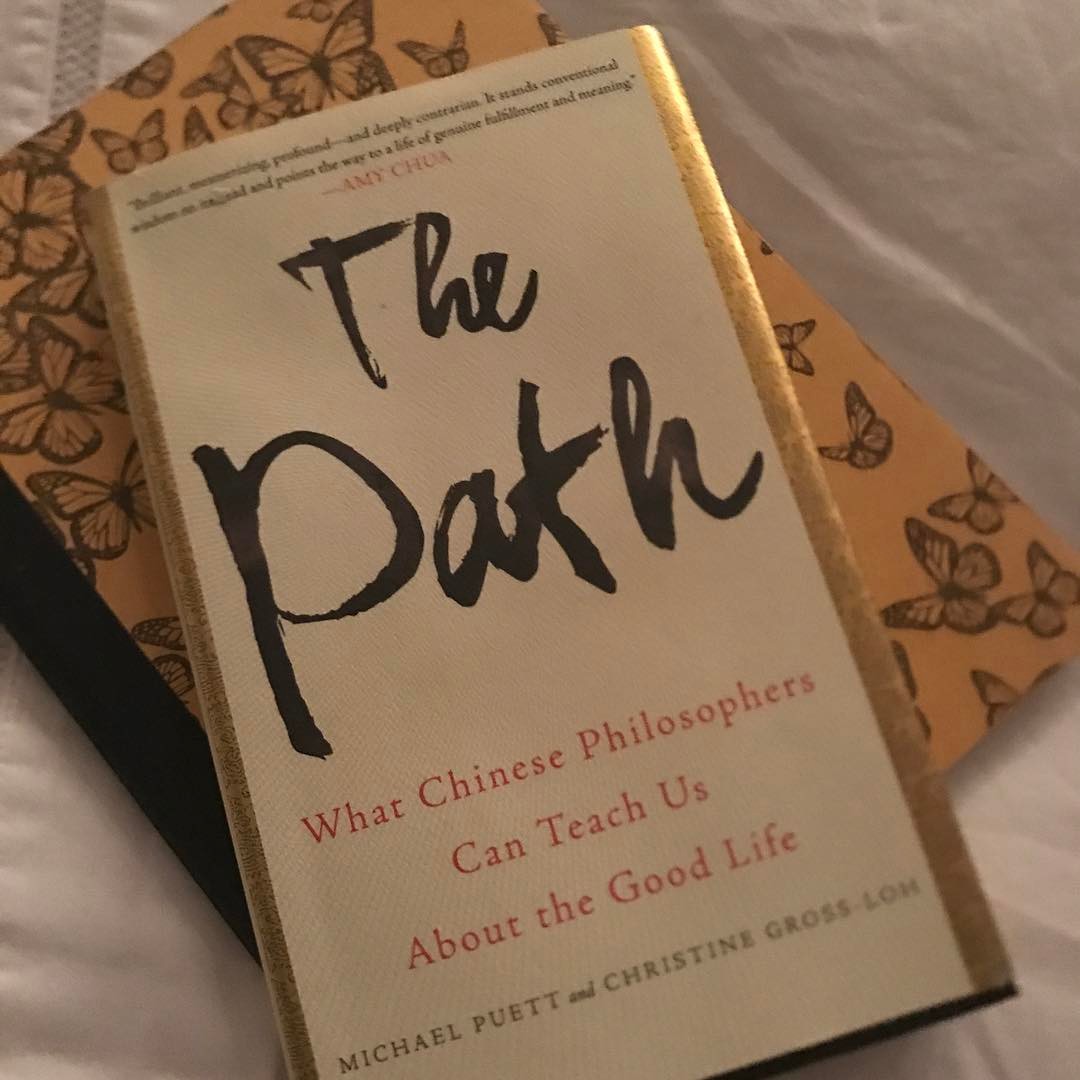 "Brilliant, mesmerizing, profound—and deeply contrarian. It stands conventional
wisdom on its head and points the way to a life of genuine fulfillment and meaning."
—AMY CHUA
The
Path
What Chinese Philosophers
Can Teach Us
About the Good Life
MICHAEL PUETT and CHRISTINE GROSS-LOH